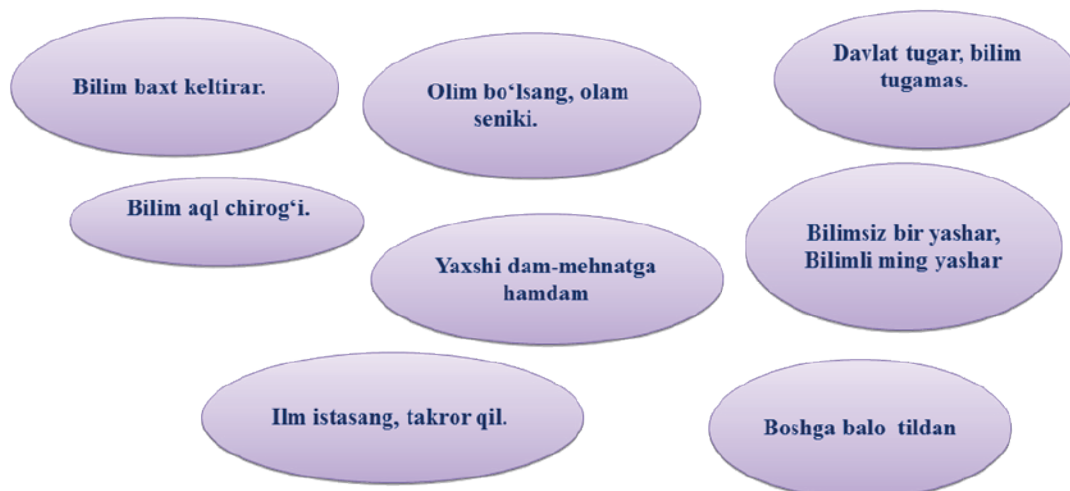 Bilim baxt keltirar.
Olim bo‘lsang, olam
seniki.
Davlat tugar, bilim
tugamas.
Bilim aql chirog‘i.
Yaxshi dam-mehnatga
hamdam
Bilimsiz bir yashar,
Bilimli ming yashar
Ilm istasang, takror qil.
Boshga balo tildan